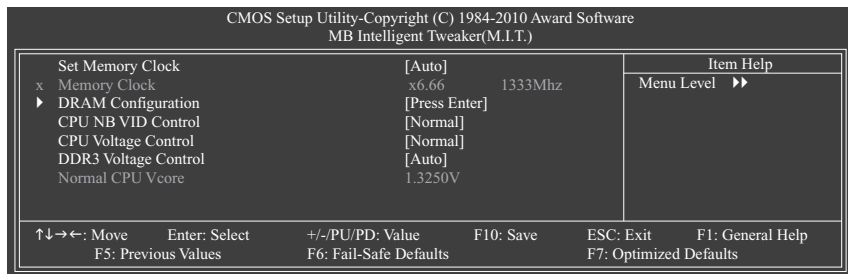 CMOS Setup Utility-Copyright (C) 1984-2010 Award Software
MB Intelligent Tweaker(M.I.T.)
Set Memory Clock [Auto]
x Memory Clock x6.66 1333Mhz
DRAM Configuration [Press Enter]
CPU NB VID Control [Normal]
CPU Voltage Control [Normal]
DDR3 Voltage Control [Auto]
Normal CPU Vcore 1.3250V
Item Help
Menu Level
↑↓→←: Move Enter: Select +/-/PU/PD: Value F10: Save ESC: Exit F1: General Help
F5: Previous Values F6: Fail-Safe Defaults F7: Optimized Defaults